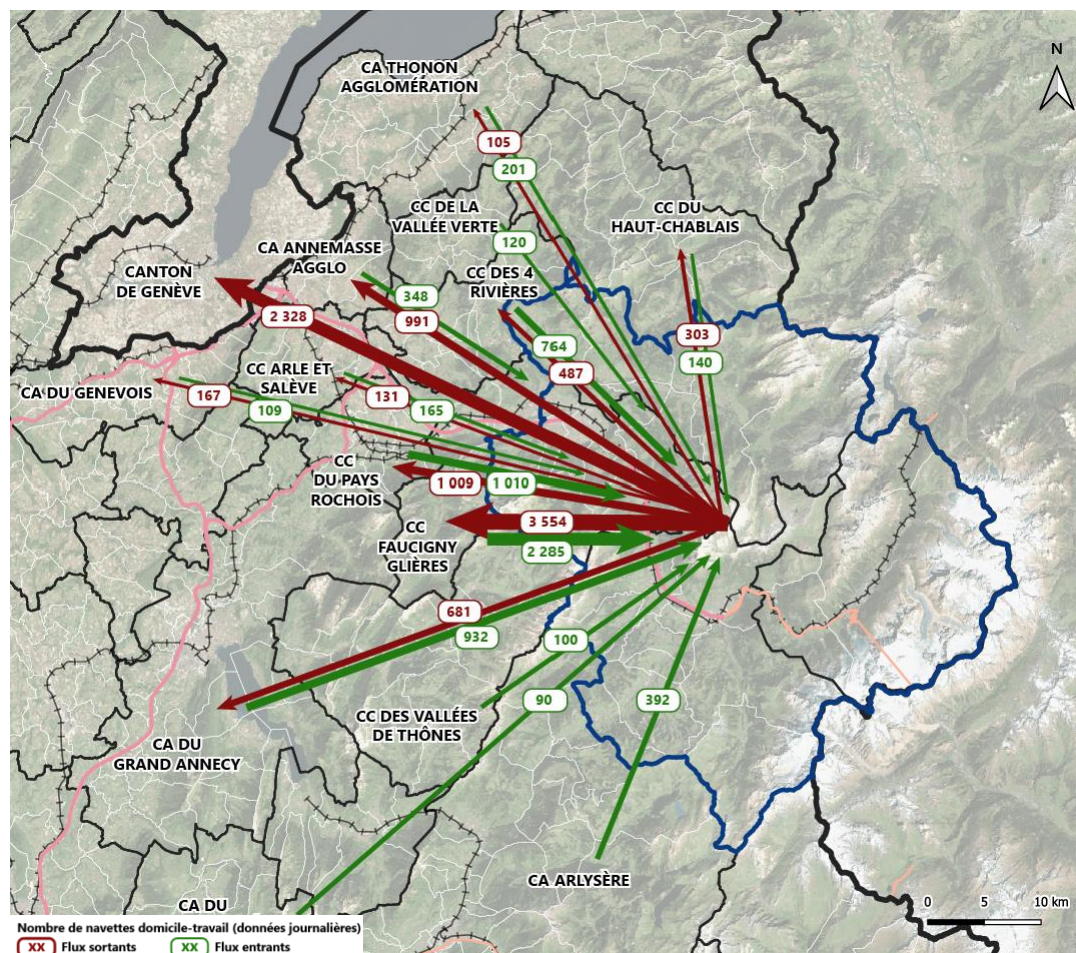 N
CA THONON
AGGLOMÉRATION
105
201
CC DE LA
VALLÉE VERTE
CC DU
HAUT-CHABLAIS
120
CA ANNEMASSE
AGGLO
CC DES 4
RIVIÈRES
CANTON
DE GENÈVE
348
991
2 328
764
487
303
140
CC ARLE ET
SALÈVE
CA DU GENEVOIS
167
109
131
165
CC
DU PAYS
ROCHOIS
1 009
1 010
CC
FAUCIGNY
GLIÈRES
3 554
2 285
681
932
100
90
392
CC DES VALLÉES
DE THÔNES
CA DU
GRAND ANNECY
CA ARLYSÈRE
CA DU
0 5 10 km
Nombre de navettes domicile-travail (données journalières)
XX Flux sortants XX Flux entrants